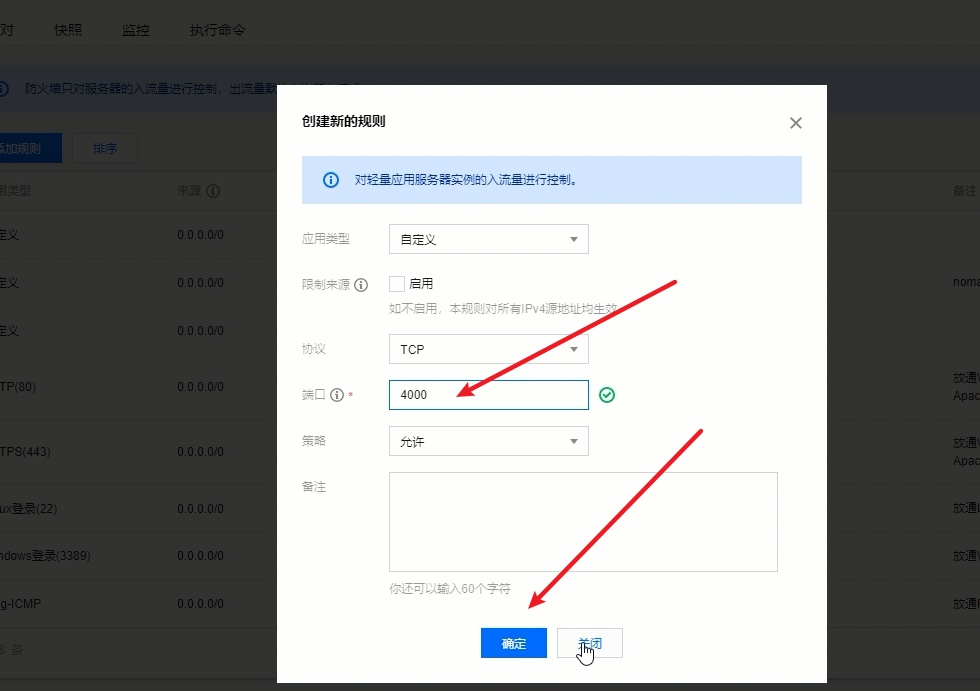 对 快照 监控 执行命令
防火墙只对服务器的入流量进行控制，出流量默
创建新的规则
添加规则 排序
对轻量应用服务器实例的入流量进行控制。
用类型 来源 备注
应用类型 自定义
定义 0.0.0.0/0
限制来源 启用
定义 0.0.0.0/0 noma
如不启用，本规则对所有IPv4源地址均生效
定义 0.0.0.0/0
协议 TCP
TP(80) 0.0.0.0/0 放通
Apac
端口 * 4000
策略 允许
TPS(443) 0.0.0.0/0 放通
Apac
备注
ux登录(22) 0.0.0.0/0 放通
ndows登录(3389) 0.0.0.0/0 放通
你还可以输入60个字符
g-ICMP 0.0.0.0/0 放通
确定 关闭
8 条